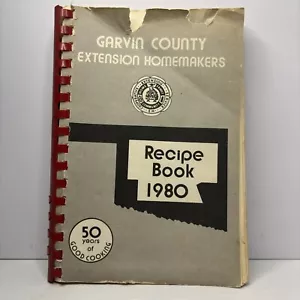 GARVIN COUNTY
EXTENSION HOMEMAKERS
Recipe
Book
1980
50
years
of
GOOD COOKING